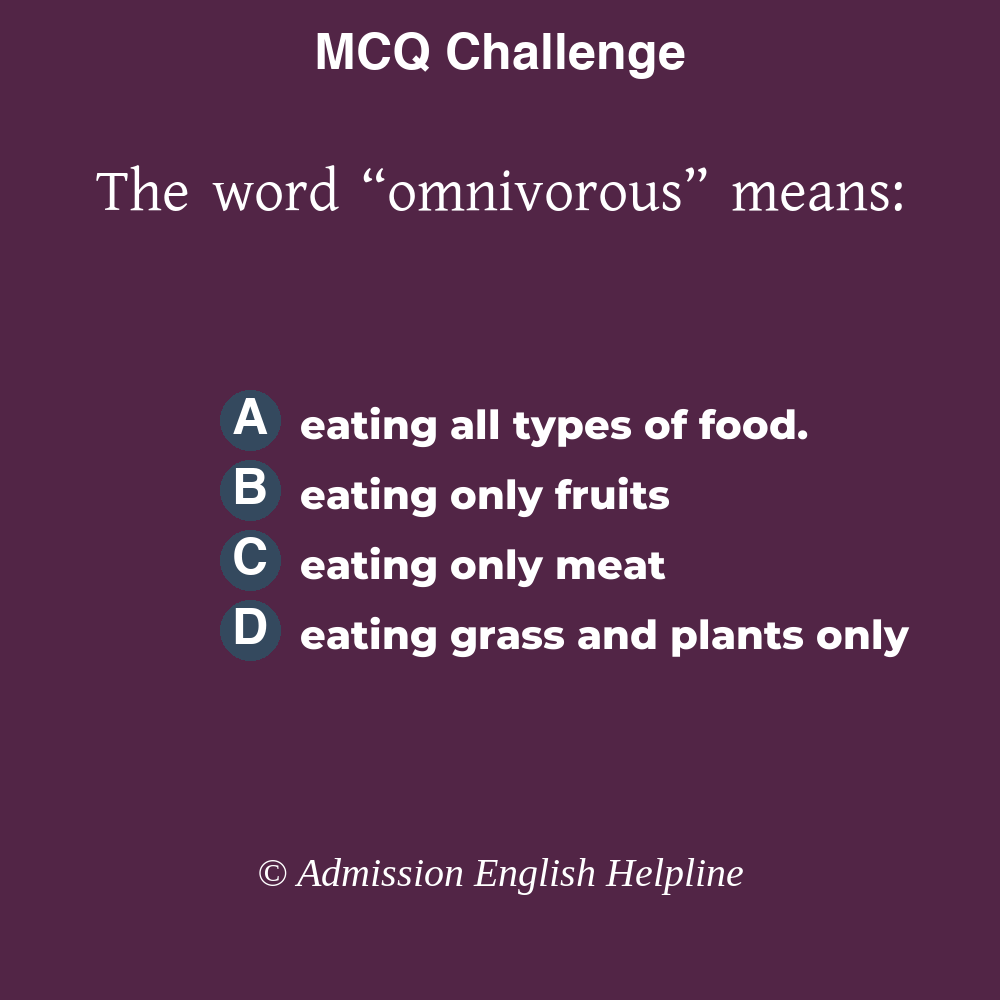 MCQ Challenge
The word “omnivorous” means:
A eating all types of food.
B eating only fruits
C eating only meat
D eating grass and plants only
© Admission English Helpline